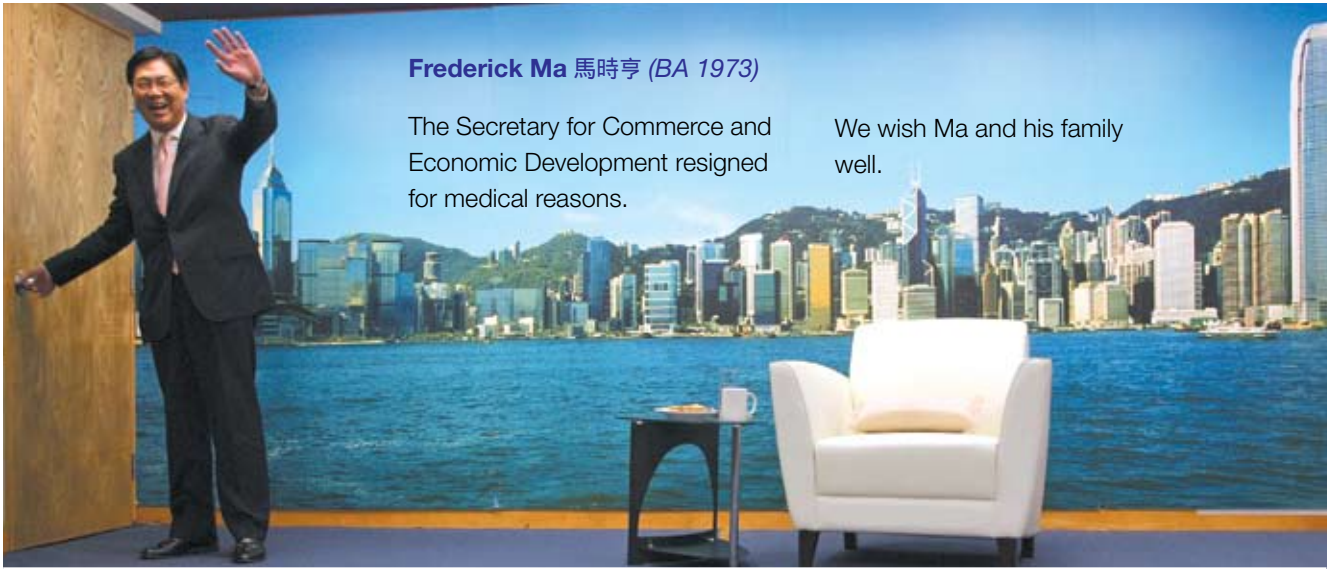 Frederick Ma 馬時亨 (BA 1973)
The Secretary for Commerce and
Economic Development resigned
for medical reasons.
We wish Ma and his family
well.